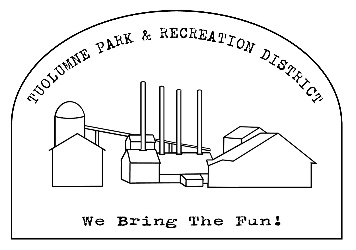 TUOLUMNE PARK & RECREATION DISTRICT
We Bring The Fun!